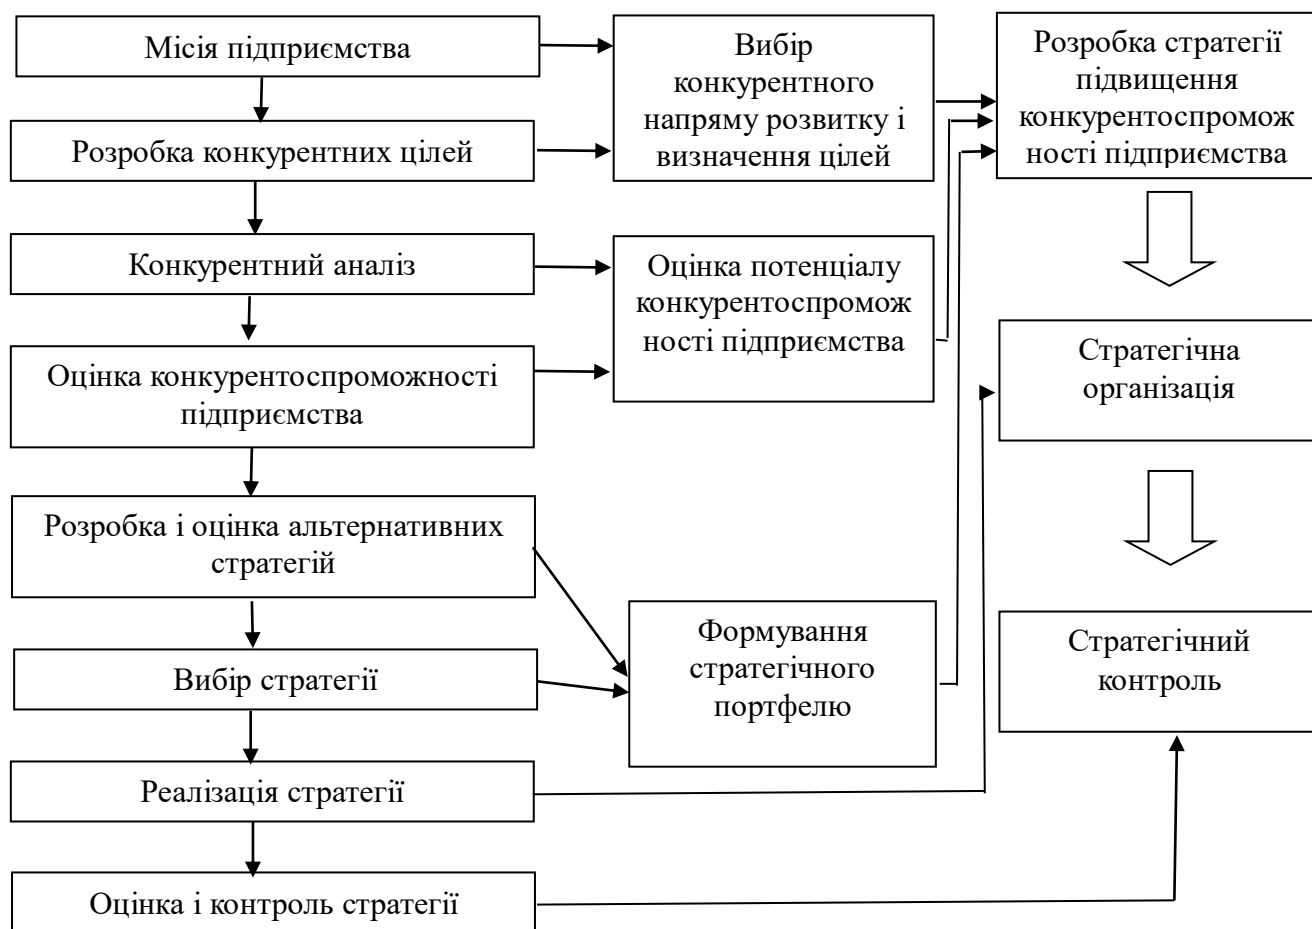 Місія підприємства
Розробка конкурентних цілей
Конкурентний аналіз
Оцінка конкурентоспроможності
підприємства
Розробка і оцінка альтернативних
стратегій
Вибір стратегії
Реалізація стратегії
Оцінка і контроль стратегії
Вибір
конкурентного
напряму розвитку і
визначення цілей
Оцінка потенціалу
конкурентоспромож
ності підприємства
Формування
стратегічного
портфелю
Розробка стратегії
підвищення
конкурентоспромож
ності підприємства
Стратегічна
організація
Стратегічний
контроль